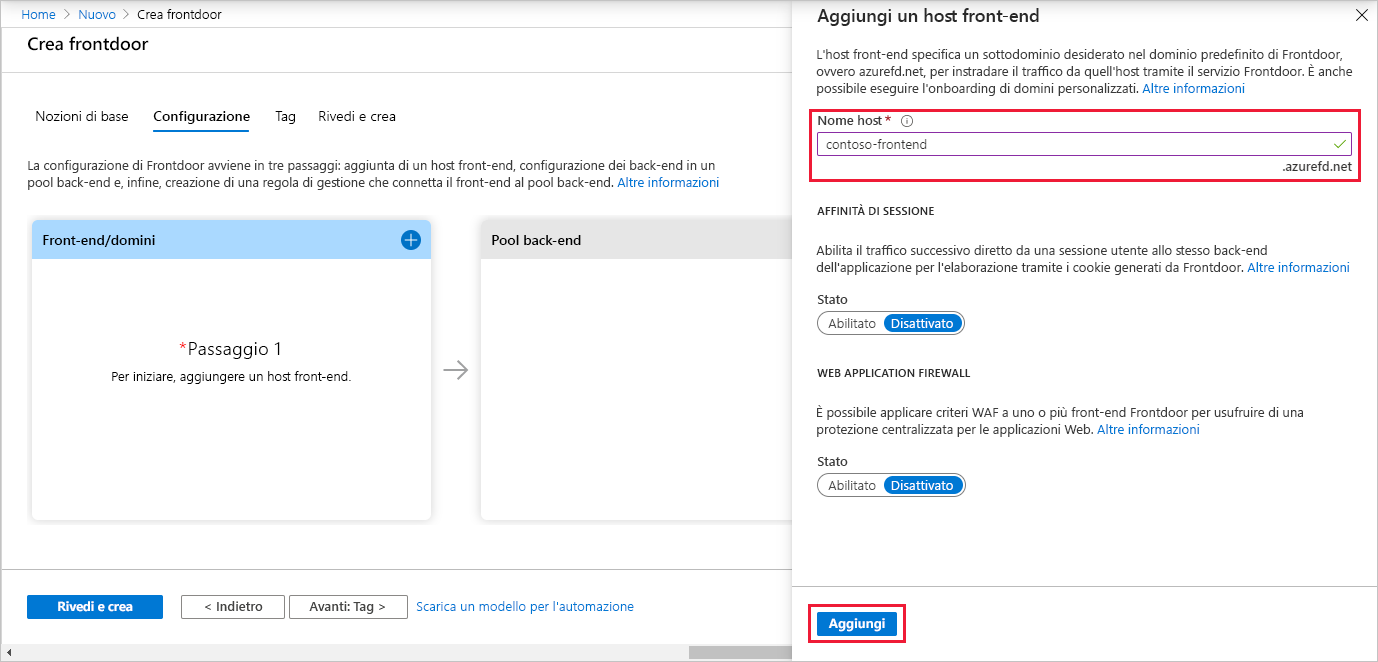 Home > Nuovo > Crea frontdoor
Crea frontdoor
Nozioni di base Configurazione Tag Rivedi e crea
La configurazione di Frontdoor avviene in tre passaggi: aggiunta di un host front-end, configurazione dei back-end in un
pool back-end e, infine, creazione di una regola di gestione che connetta il front-end al pool back-end. Altre informazioni
Front-end/domini
*Passaggio 1
Per iniziare, aggiungere un host front-end.
Pool back-end
Rivedi e crea < Indietro Avanti: Tag > Scarica un modello per l'automazione
Aggiungi un host front-end
L'host front-end specifica un sottodominio desiderato nel dominio predefinito di Frontdoor,
ovvero azurefd.net, per instradare il traffico da quell'host tramite il servizio Frontdoor. È anche
possibile eseguire l'onboarding di domini personalizzati. Altre informazioni
Nome host *
contoso-frontend
.azurefd.net
AFFINITÀ DI SESSIONE
Abilita il traffico successivo diretto da una sessione utente allo stesso back-end
dell'applicazione per l'elaborazione tramite i cookie generati da Frontdoor. Altre informazioni
Stato
Abilitato Disattivato
WEB APPLICATION FIREWALL
È possibile applicare criteri WAF a uno o più front-end Frontdoor per usufruire di una
protezione centralizzata per le applicazioni Web. Altre informazioni
Stato
Abilitato Disattivato
Aggiungi